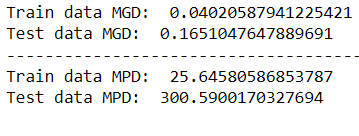 Train data MGD:  0.04020587941225421
Test data MGD:  0.1651047647889691
-------------------------------------
Train data MPD:  25.64580586853787
Test data MPD:  300.5900170327694